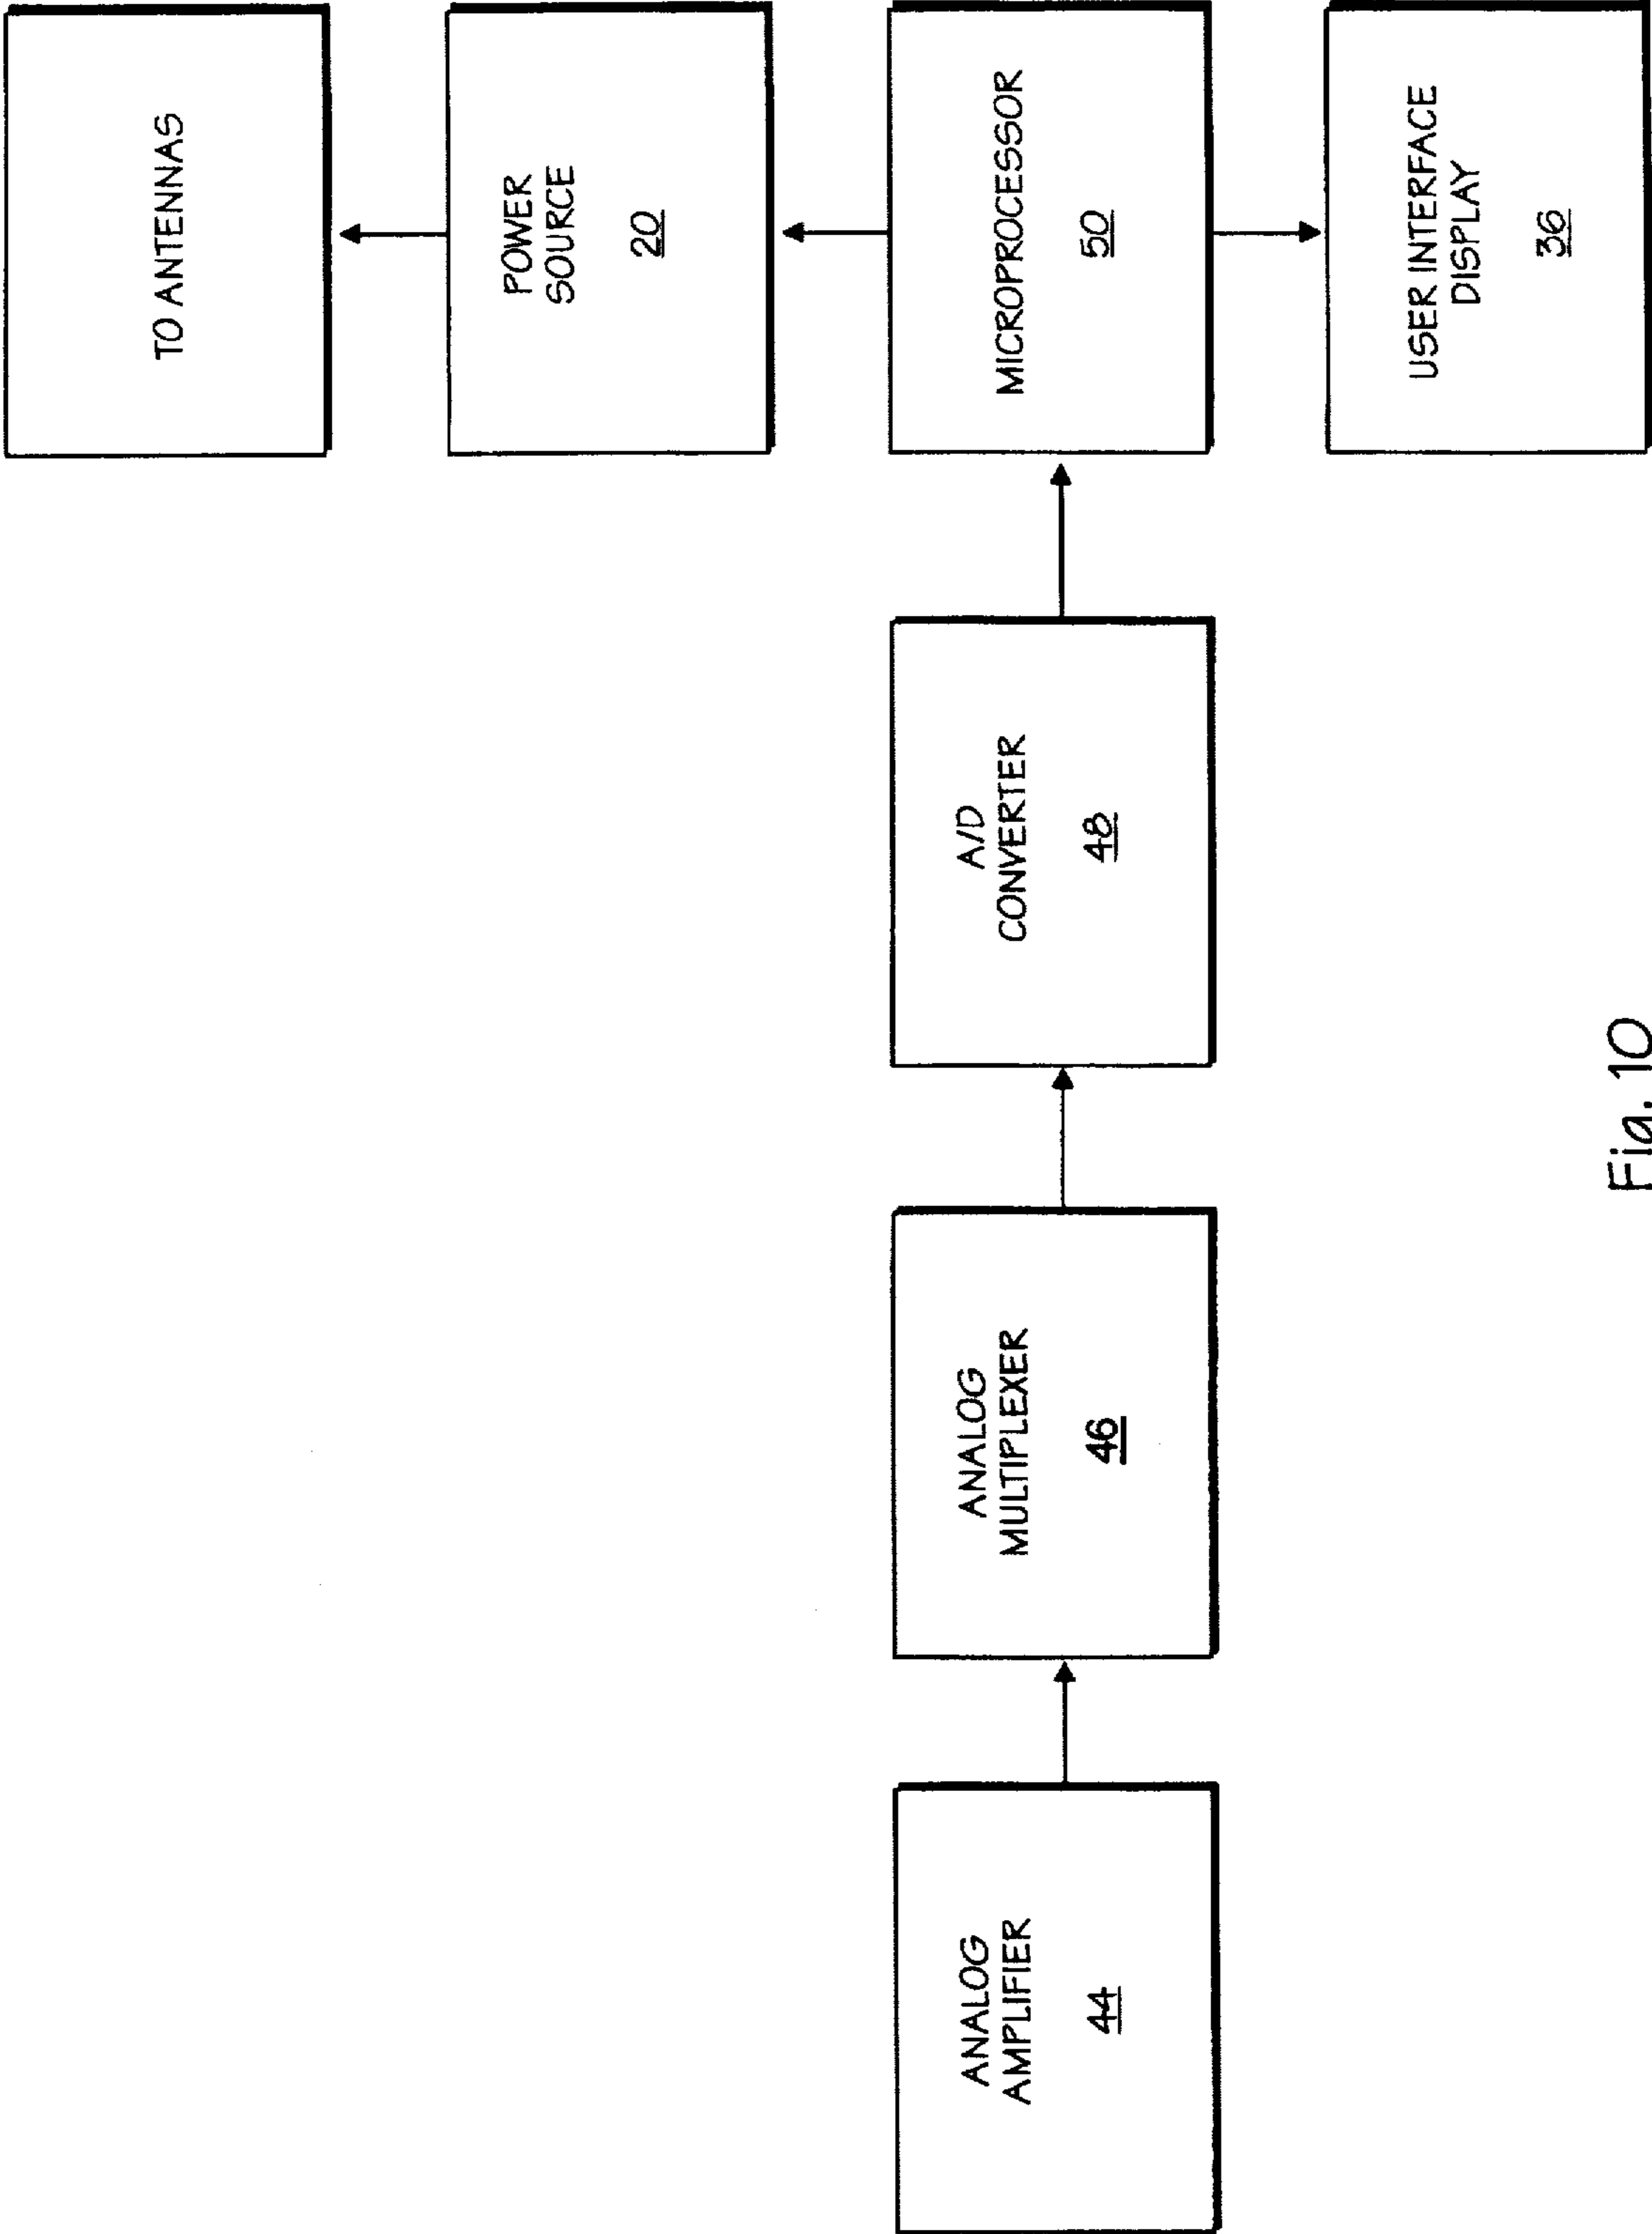 TO ANTENNAS
POWER
SOURCE
20
ANALOG
AMPLIFIER
44
ANALOG
MULTIPLEXER
46
A/D
CONVERTER
48
MICROPROCESSOR
50
USER INTERFACE
DISPLAY
36
Fig. 10